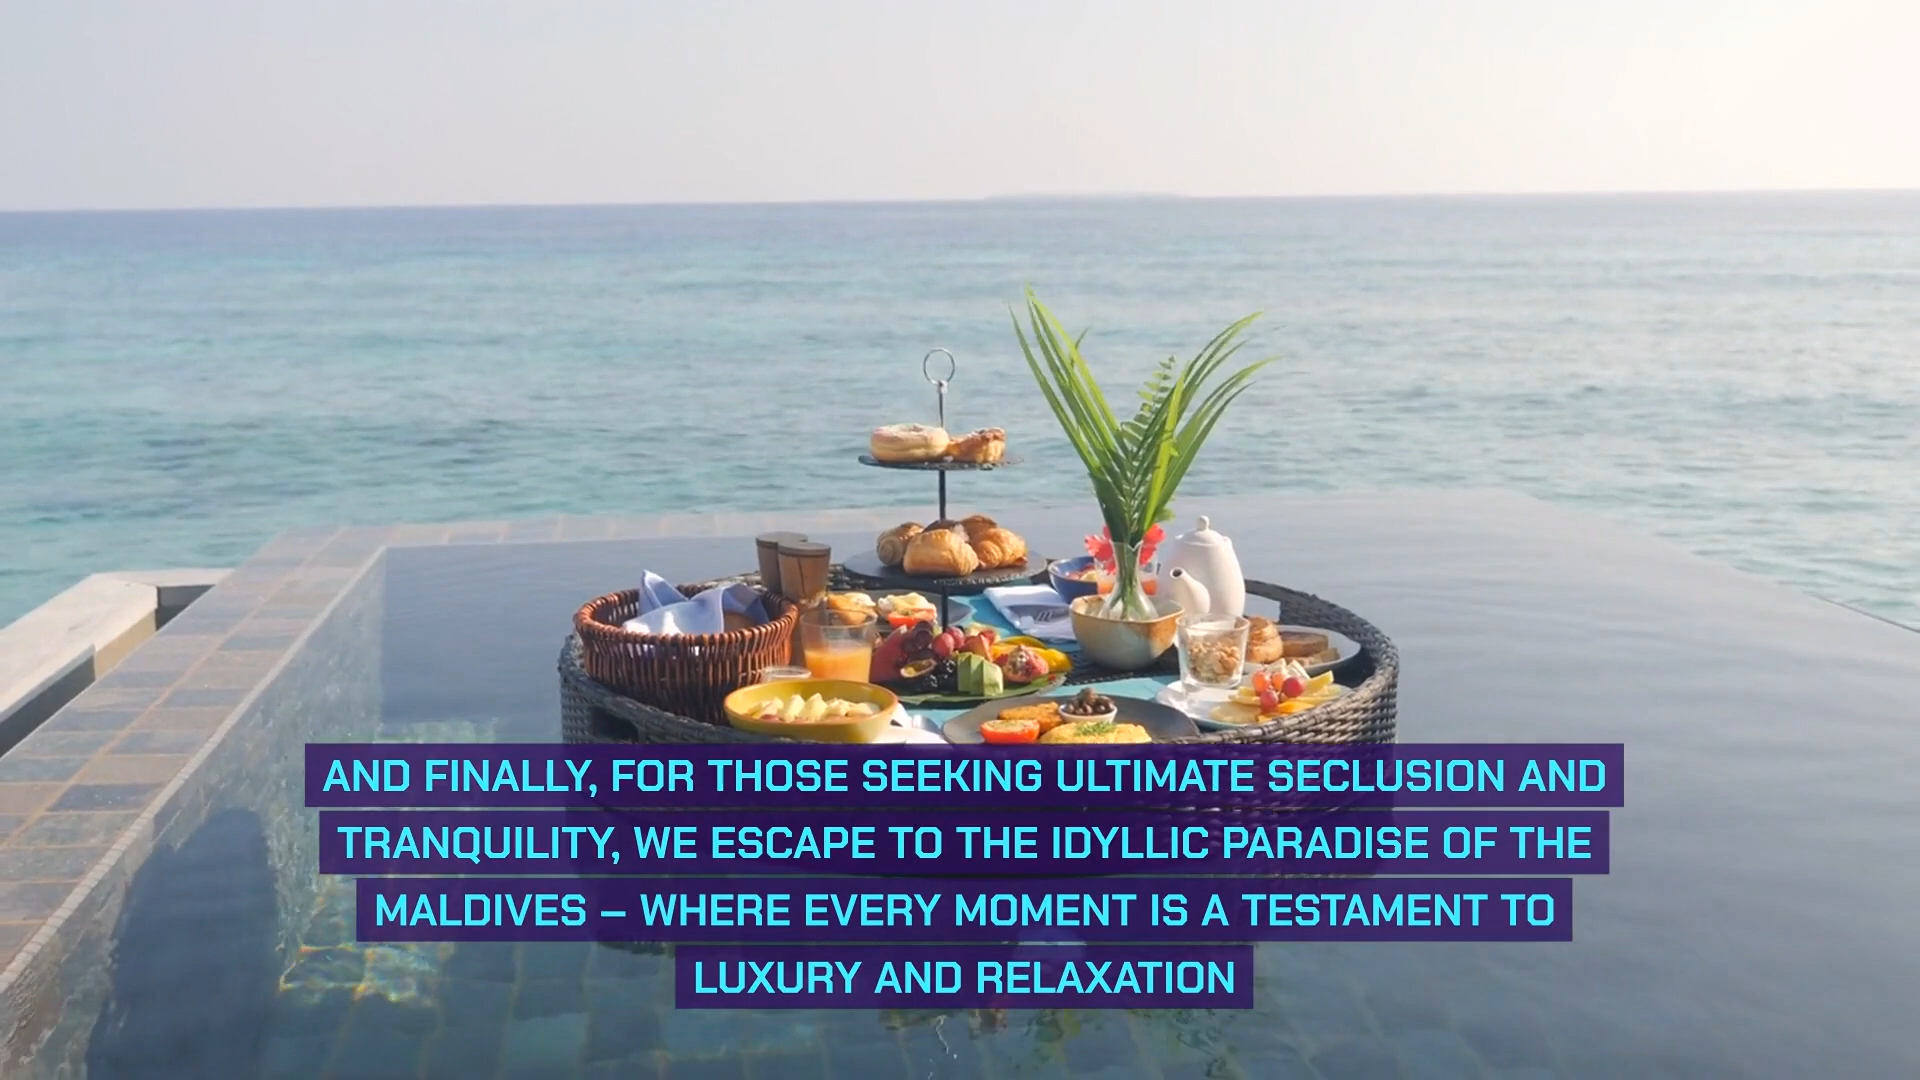 AND FINALLY, FOR THOSE SEEKING ULTIMATE SECLUSION AND
TRANQUILITY, WE ESCAPE TO THE IDYLLIC PARADISE OF THE
MALDIVES – WHERE EVERY MOMENT IS A TESTAMENT TO
LUXURY AND RELAXATION